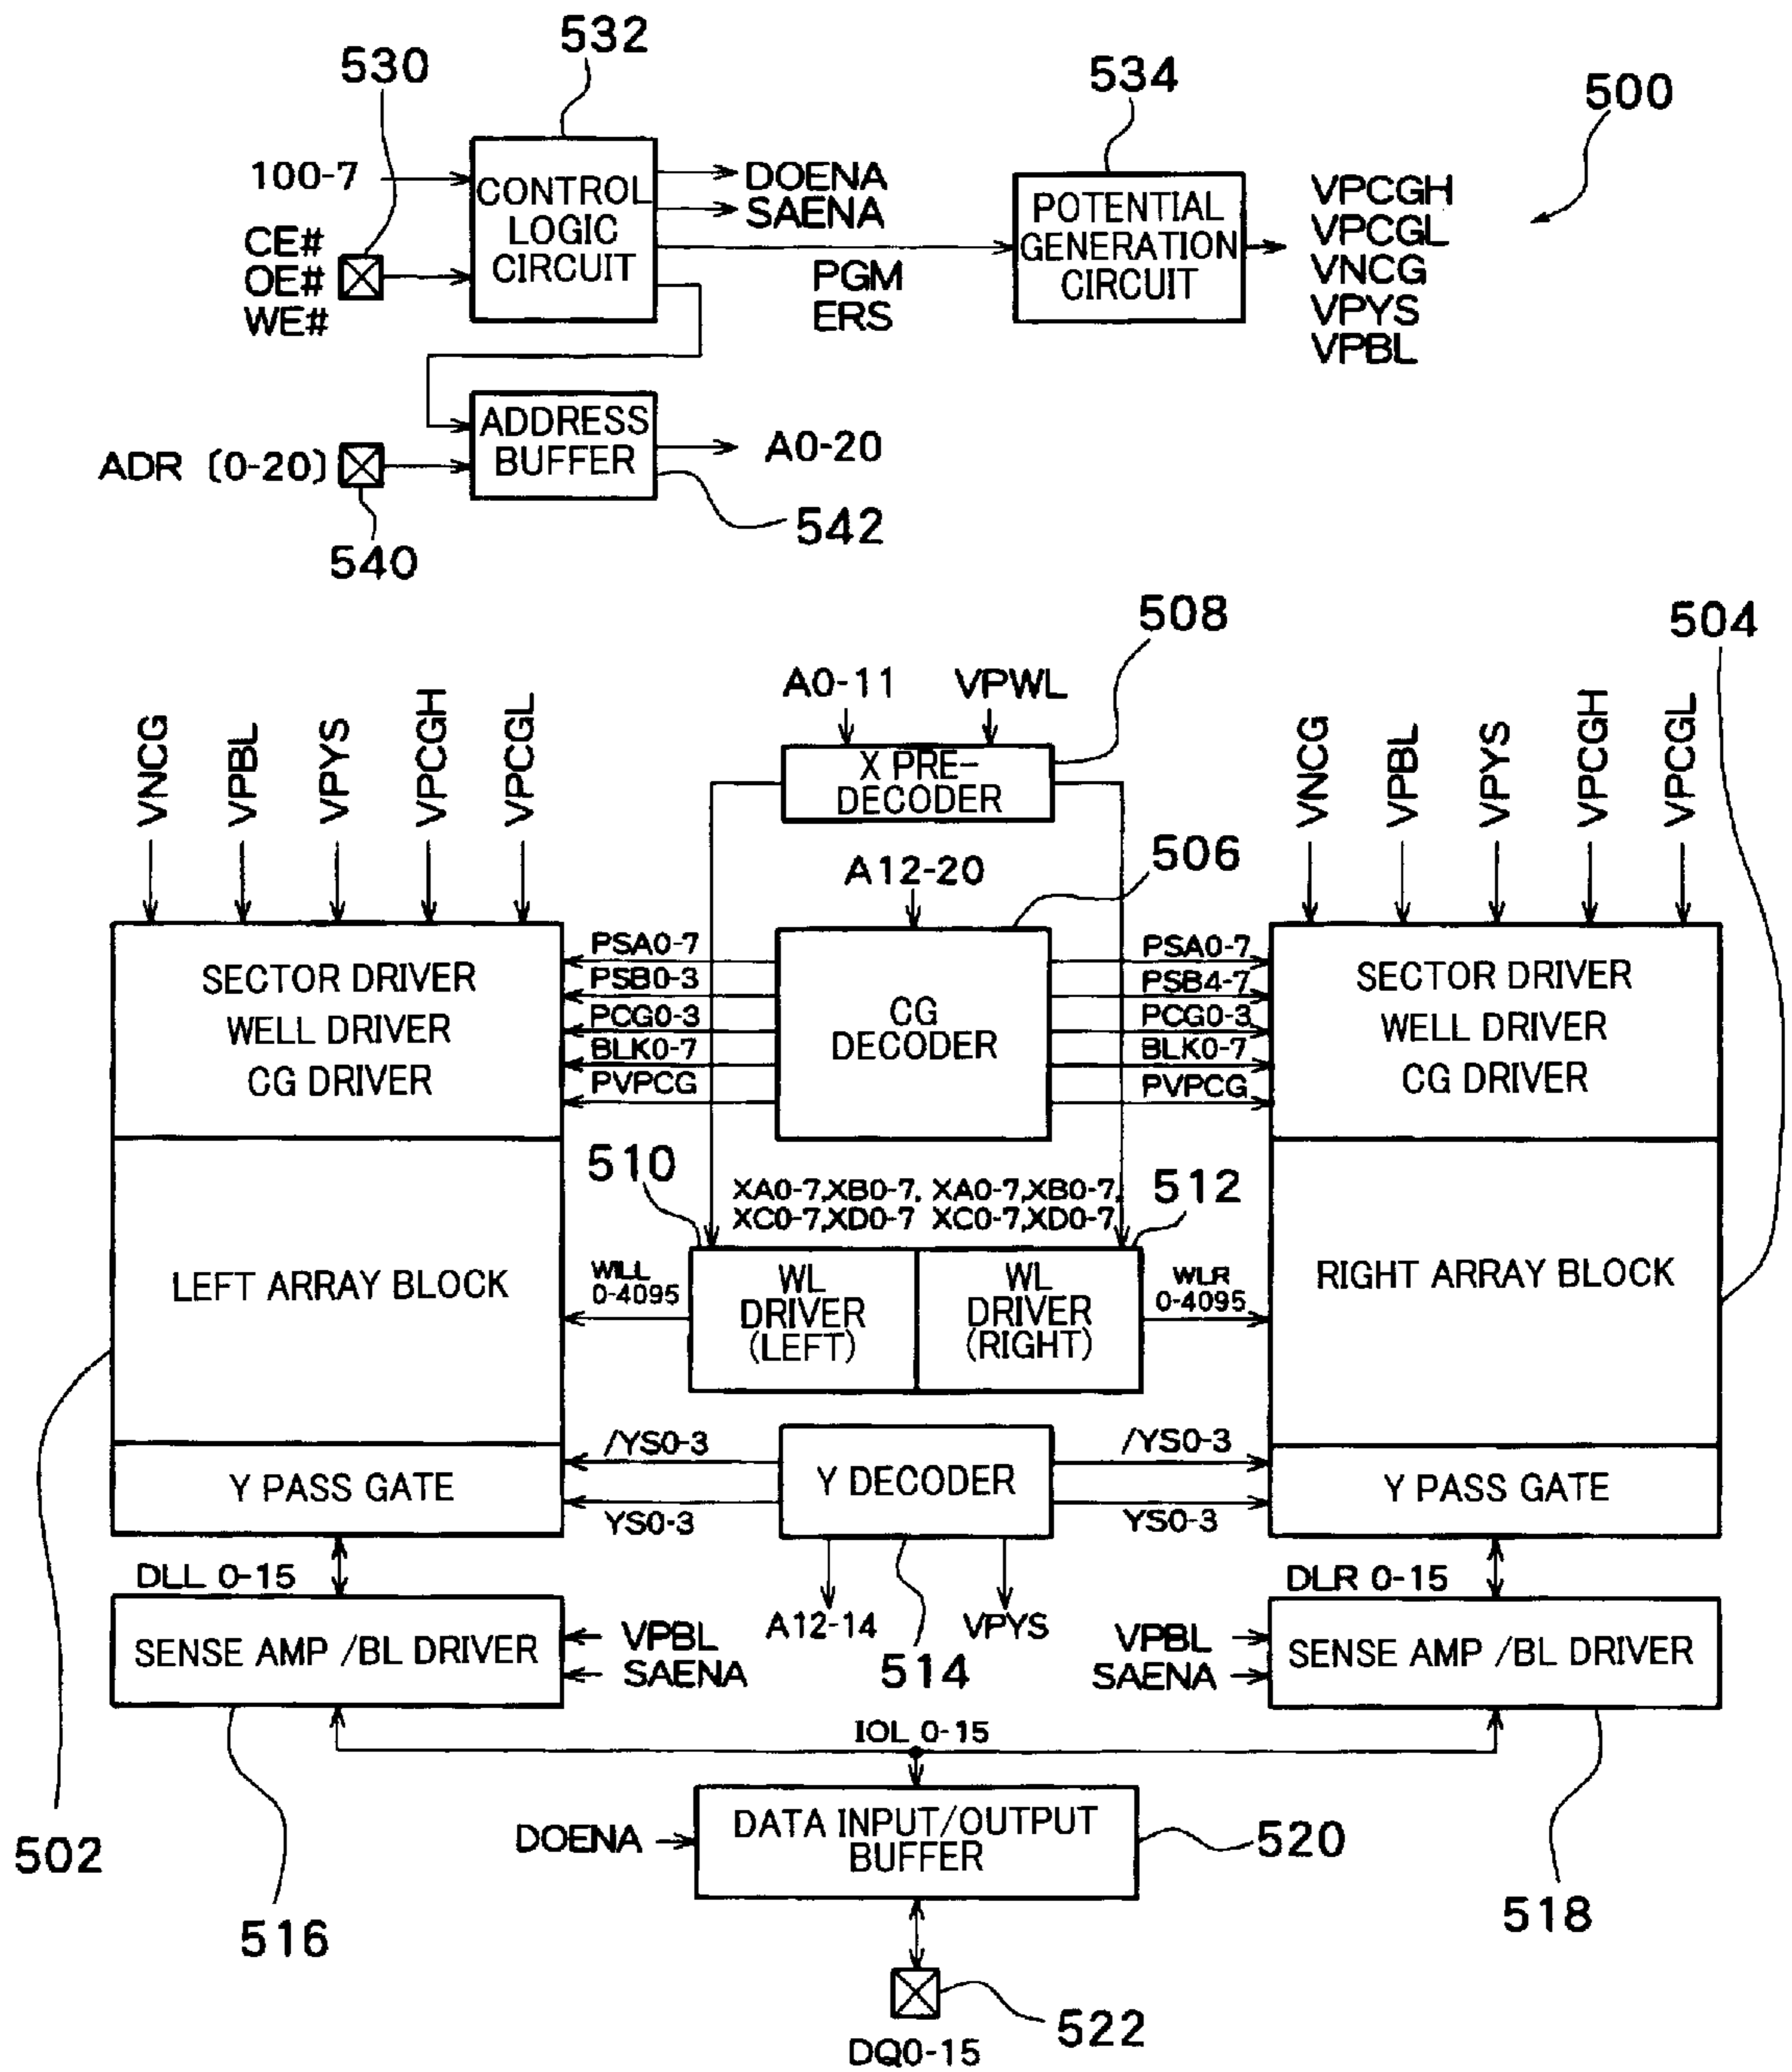 532
530
534
500
100-7
CONTROL
LOGIC
CIRCUIT
DOENA
SAENA
POTENTIAL
GENERATION
CIRCUIT
VPCGH
VPCGL
VNCG
VPYS
VPBL
CE#
OE#
WE#
PGM
ERS
ADDRESS
BUFFER
A0-20
ADR [0-20]
542
540
508
504
A0-11
VPWL
VNCG
VPBL
VPYS
VPCGH
VPCGL
X PRE-
DECODER
VNCG
VPBL
VPYS
VPCGH
VPCGL
506
A12-20
SECTOR DRIVER
WELL DRIVER
CG DRIVER
PSA0-7
PSB0-3
PCG0-3
BLK0-7
PVPCG
CG
DECODER
PSA0-7
PSB4-7
PCG0-3
BLK0-7
PVPCG
SECTOR DRIVER
WELL DRIVER
CG DRIVER
510
XA0-7,XB0-7,
XC0-7,XD0-7
XA0-7,XB0-7,
XC0-7,XD0-7
512
LEFT ARRAY BLOCK
WILL
0-4095
WL
DRIVER
(LEFT)
WL
DRIVER
(RIGHT)
WLR
0-4095
RIGHT ARRAY BLOCK
Y PASS GATE
/YS0-3
YS0-3
Y DECODER
/YS0-3
YS0-3
Y PASS GATE
DLL 0-15
A12-14
VPYS
DLR 0-15
SENSE AMP /BL DRIVER
VPBL
SAENA
514
VPBL
SAENA
SENSE AMP /BL DRIVER
IOL 0-15
502
516
DOENA
DATA INPUT/OUTPUT
BUFFER
520
518
522
DQ0-15